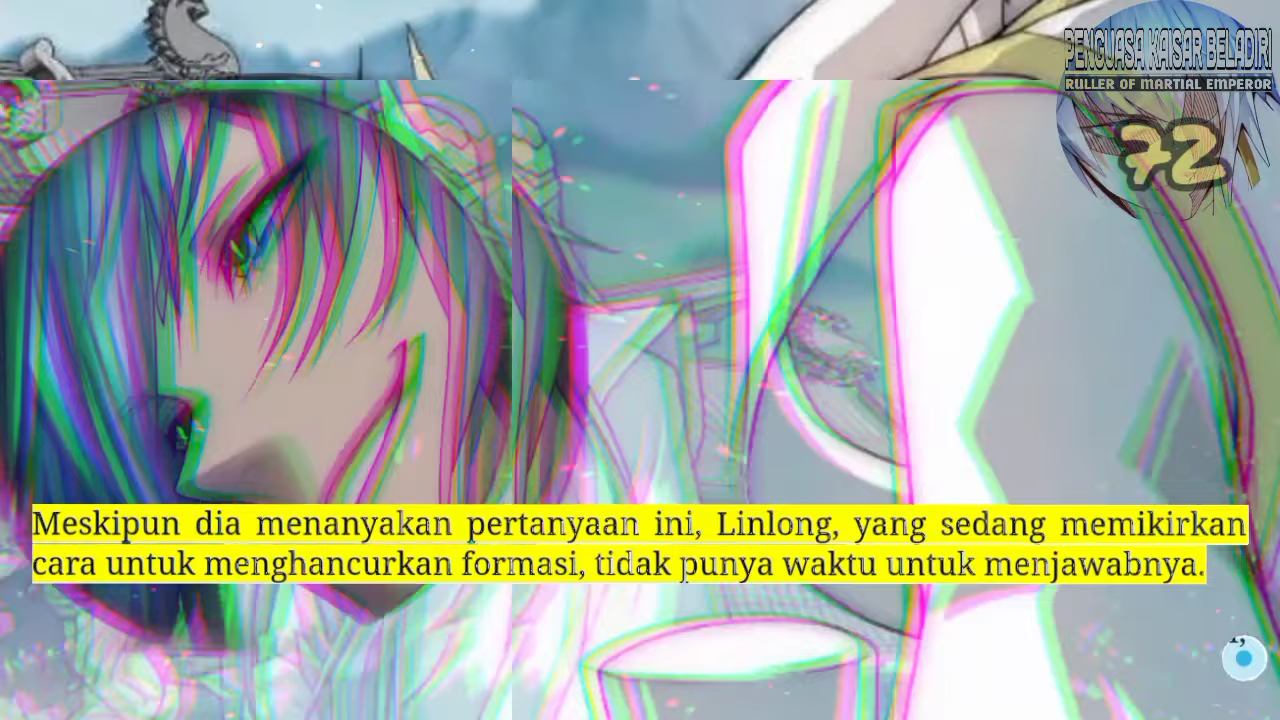 PENGUASA KAISAR BELADIRI
RULLER OF MARTIAL EMPEROR
72
Meskipun dia menanyakan pertanyaan ini, Linlong, yang sedang memikirkan
cara untuk menghancurkan formasi, tidak punya waktu untuk menjawabnya.